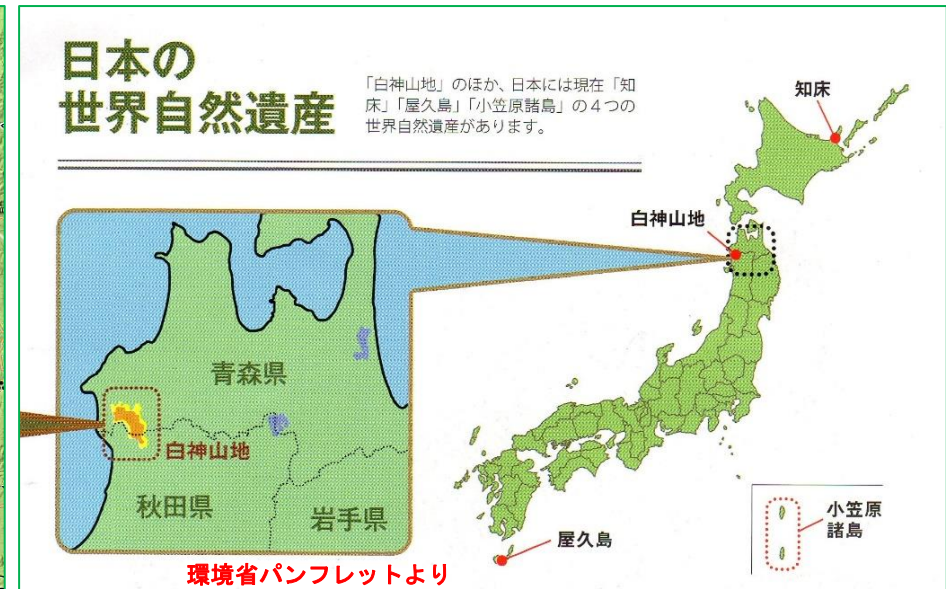 日本の
世界自然遺産
「白神山地」のほか、日本には現在「知
床」「屋久島」「小笠原諸島」の４つの
世界自然遺産があります。
知床
白神山地
青森県
白神山地
秋田県
岩手県
小笠原
諸島
屋久島
環境省パンフレットより